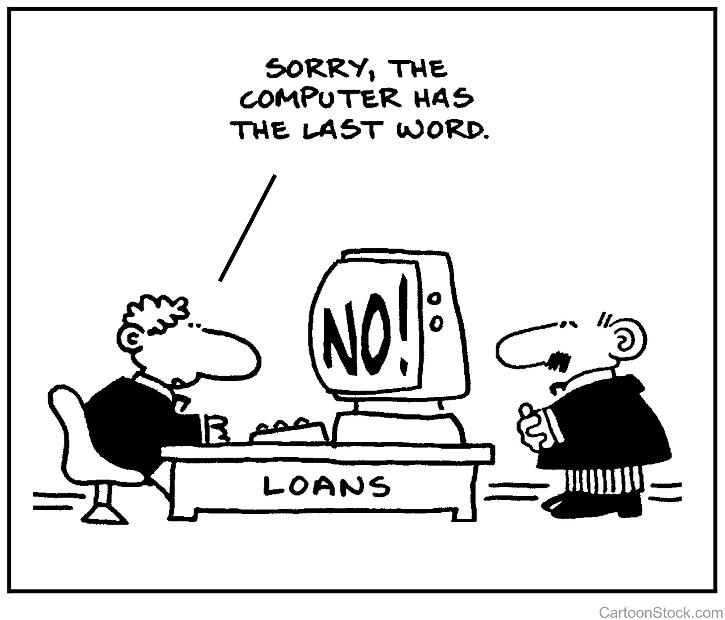 SORRY, THE
COMPUTER HAS
THE LAST WORD.
NO!
LOANS
CartoonStock.com